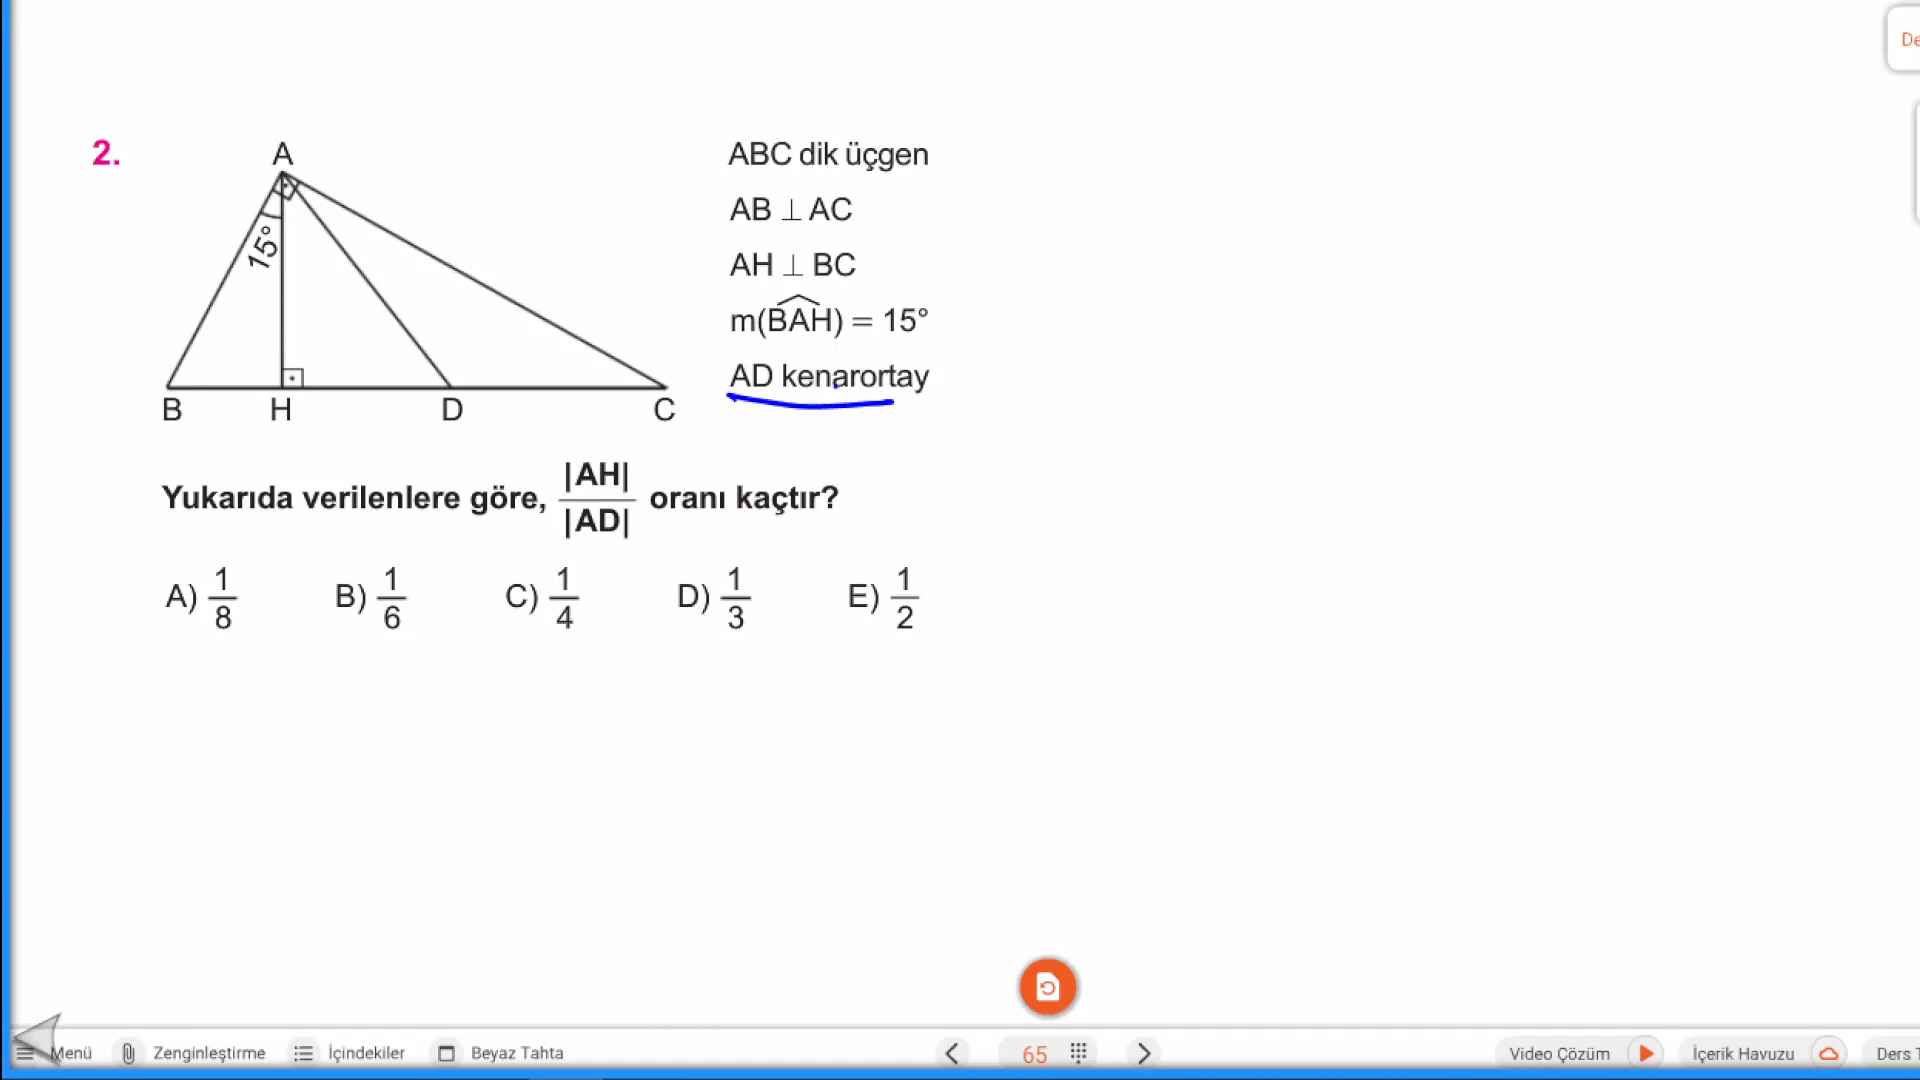 De
2.
A
15°
B H D C
ABC dik üçgen
AB ⊥ AC
AH ⊥ BC
m(BAH) = 15°
AD kenarortay
Yukarıda verilenlere göre, |AH| / |AD| oranı kaçtır?
A) 1/8 B) 1/6 C) 1/4 D) 1/3 E) 1/2
Menü Zenginleştirme İçindekiler Beyaz Tahta 65 Video Çözüm İçerik Havuzu Ders T